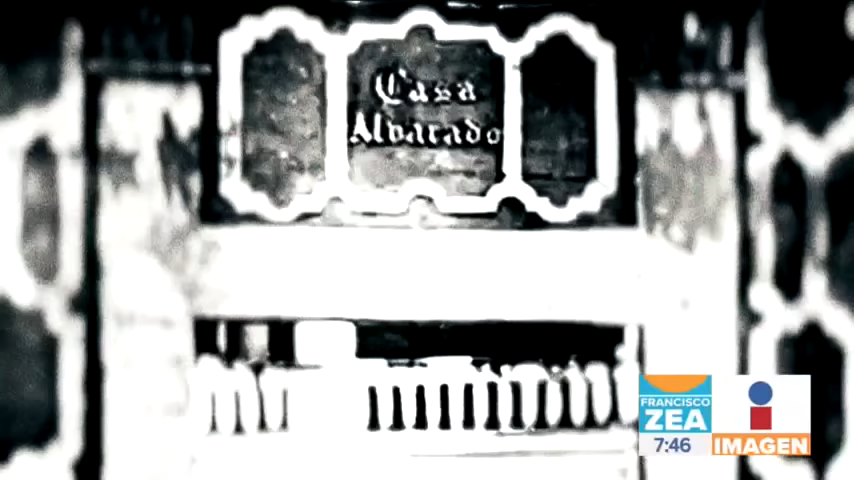 Casa
Alvarado
FRANCISCO
ZEA
7:46
IMAGEN